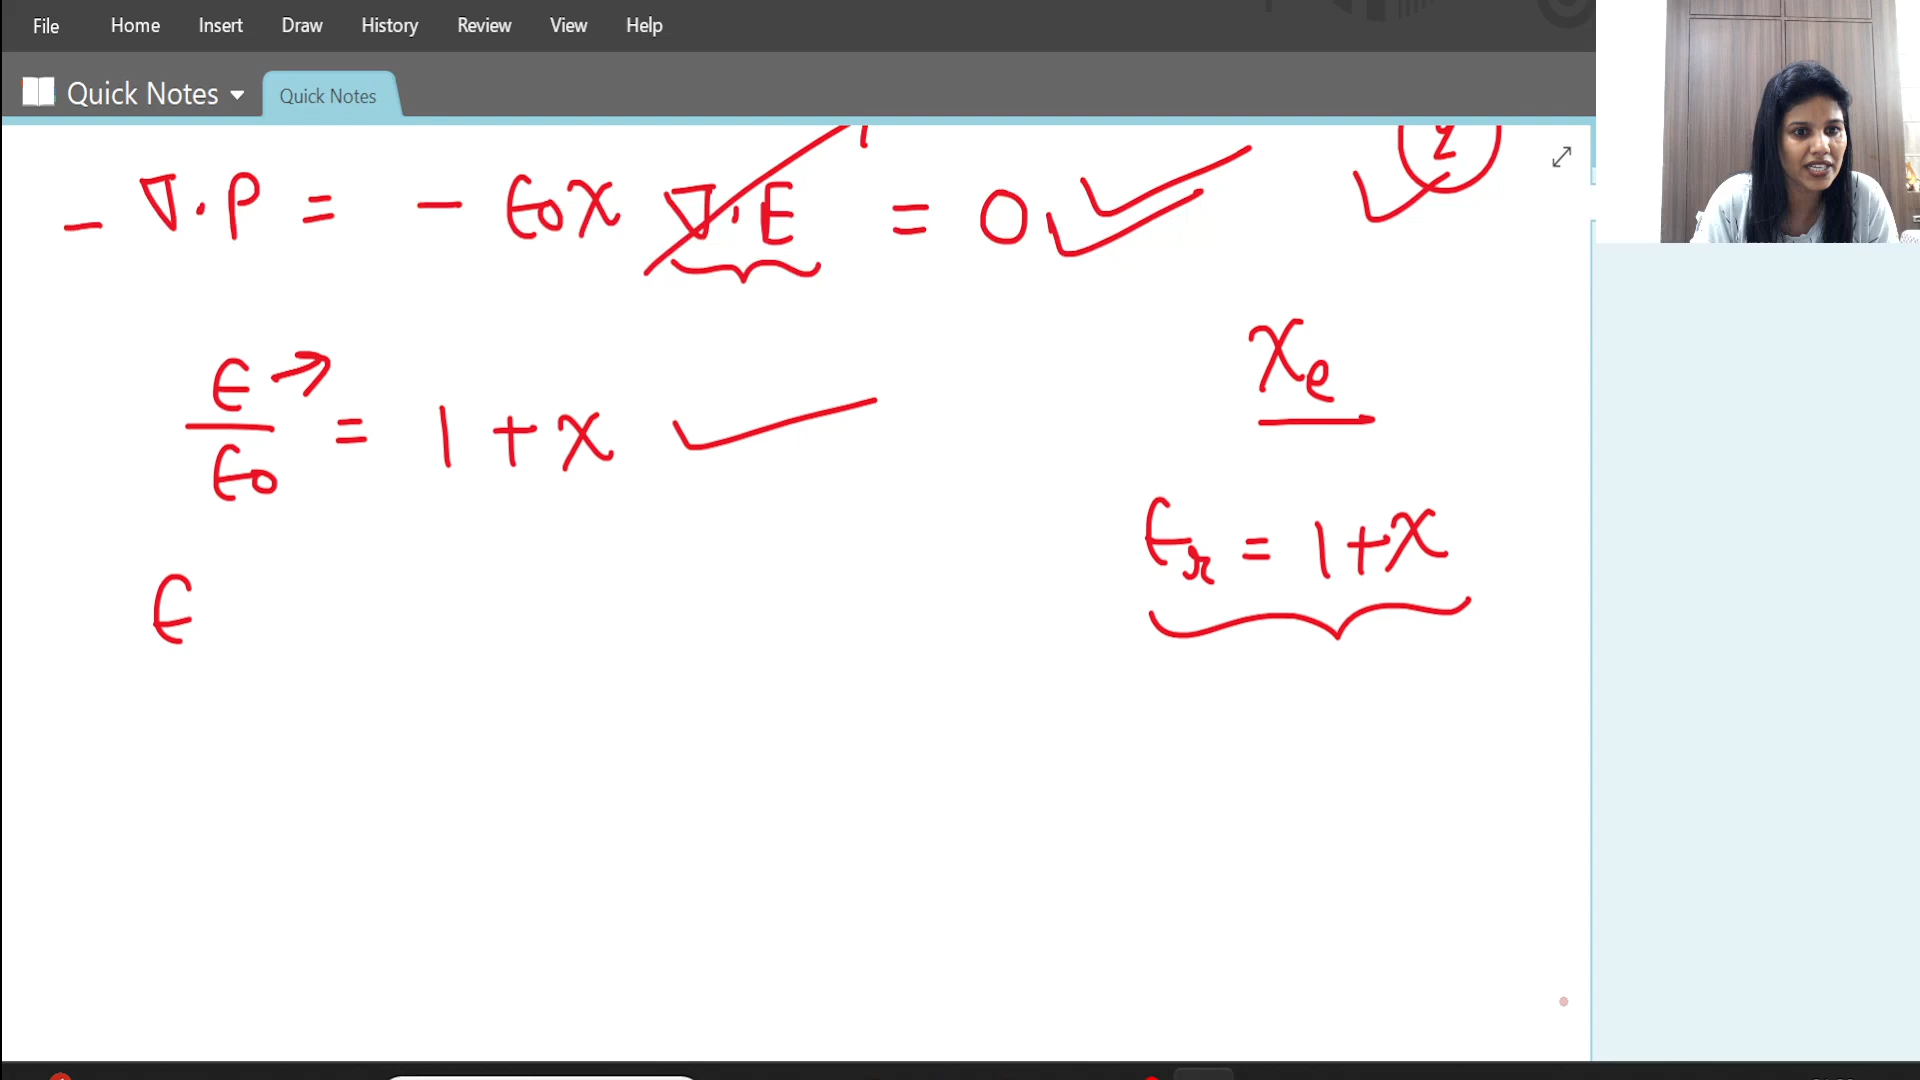 File Home Insert Draw History Review View Help
Quick Notes Quick Notes
2
- ∇.P = - ϵ0χ ∇.E = 0
ϵ/ϵ0 = 1 + χ
χe
ϵr = 1+χ
ϵ